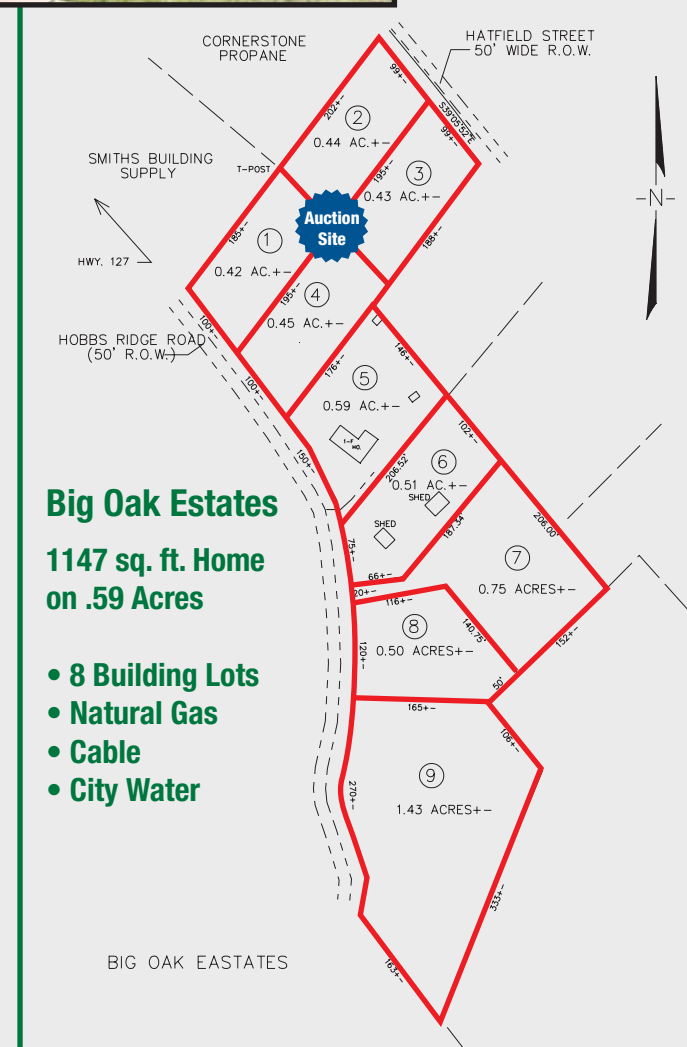 CORNERSTONE
PROPANE
HATFIELD STREET
50' WIDE R.O.W.
99+-
S39°05'52"E
99+-
202+-
2
0.44 AC.+-
SMITHS BUILDING
SUPPLY
T-POST
195+-
3
0.43 AC.+-
-N-
Auction
Site
185+-
1
0.42 AC.+-
188+-
HWY. 127
195+-
4
0.45 AC.+-
100+-
HOBBS RIDGE ROAD
(50' R.O.W.)
100+-
176+-
146+-
5
0.59 AC.+-
102+-
150+-
206.52'
6
0.51 AC.+-
SHED
SHED
187.34'
206.00'
75+-
7
0.75 ACRES+-
66+-
20+-
116+-
8
0.50 ACRES+-
140.75'
152+-
120+-
50'
165+-
106+-
9
1.43 ACRES+-
270+-
333+-
163+-
Big Oak Estates
1147 sq. ft. Home
on .59 Acres
• 8 Building Lots
• Natural Gas
• Cable
• City Water
BIG OAK EASTATES